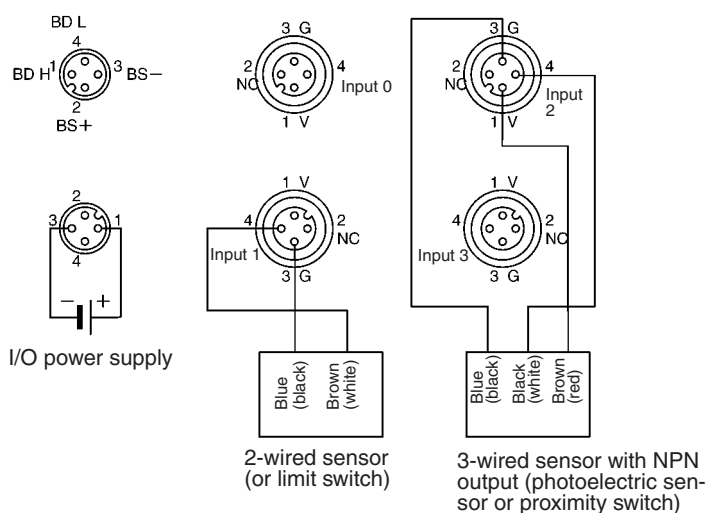 BD L
4
BD H 1
3 BS−
2
BS+
3 G
2
NC
4
Input 0
1 V
3 G
2
NC
4
Input
2
1 V
2
3
1
4
− +
I/O power supply
1 V
4
2
NC
Input 1
3 G
1 V
4
2
NC
Input 3
3 G
Blue
(black)
Brown
(white)
2-wired sensor
(or limit switch)
Blue
(black)
Black
(white)
Brown
(red)
3-wired sensor with NPN
output (photoelectric sen-
sor or proximity switch)